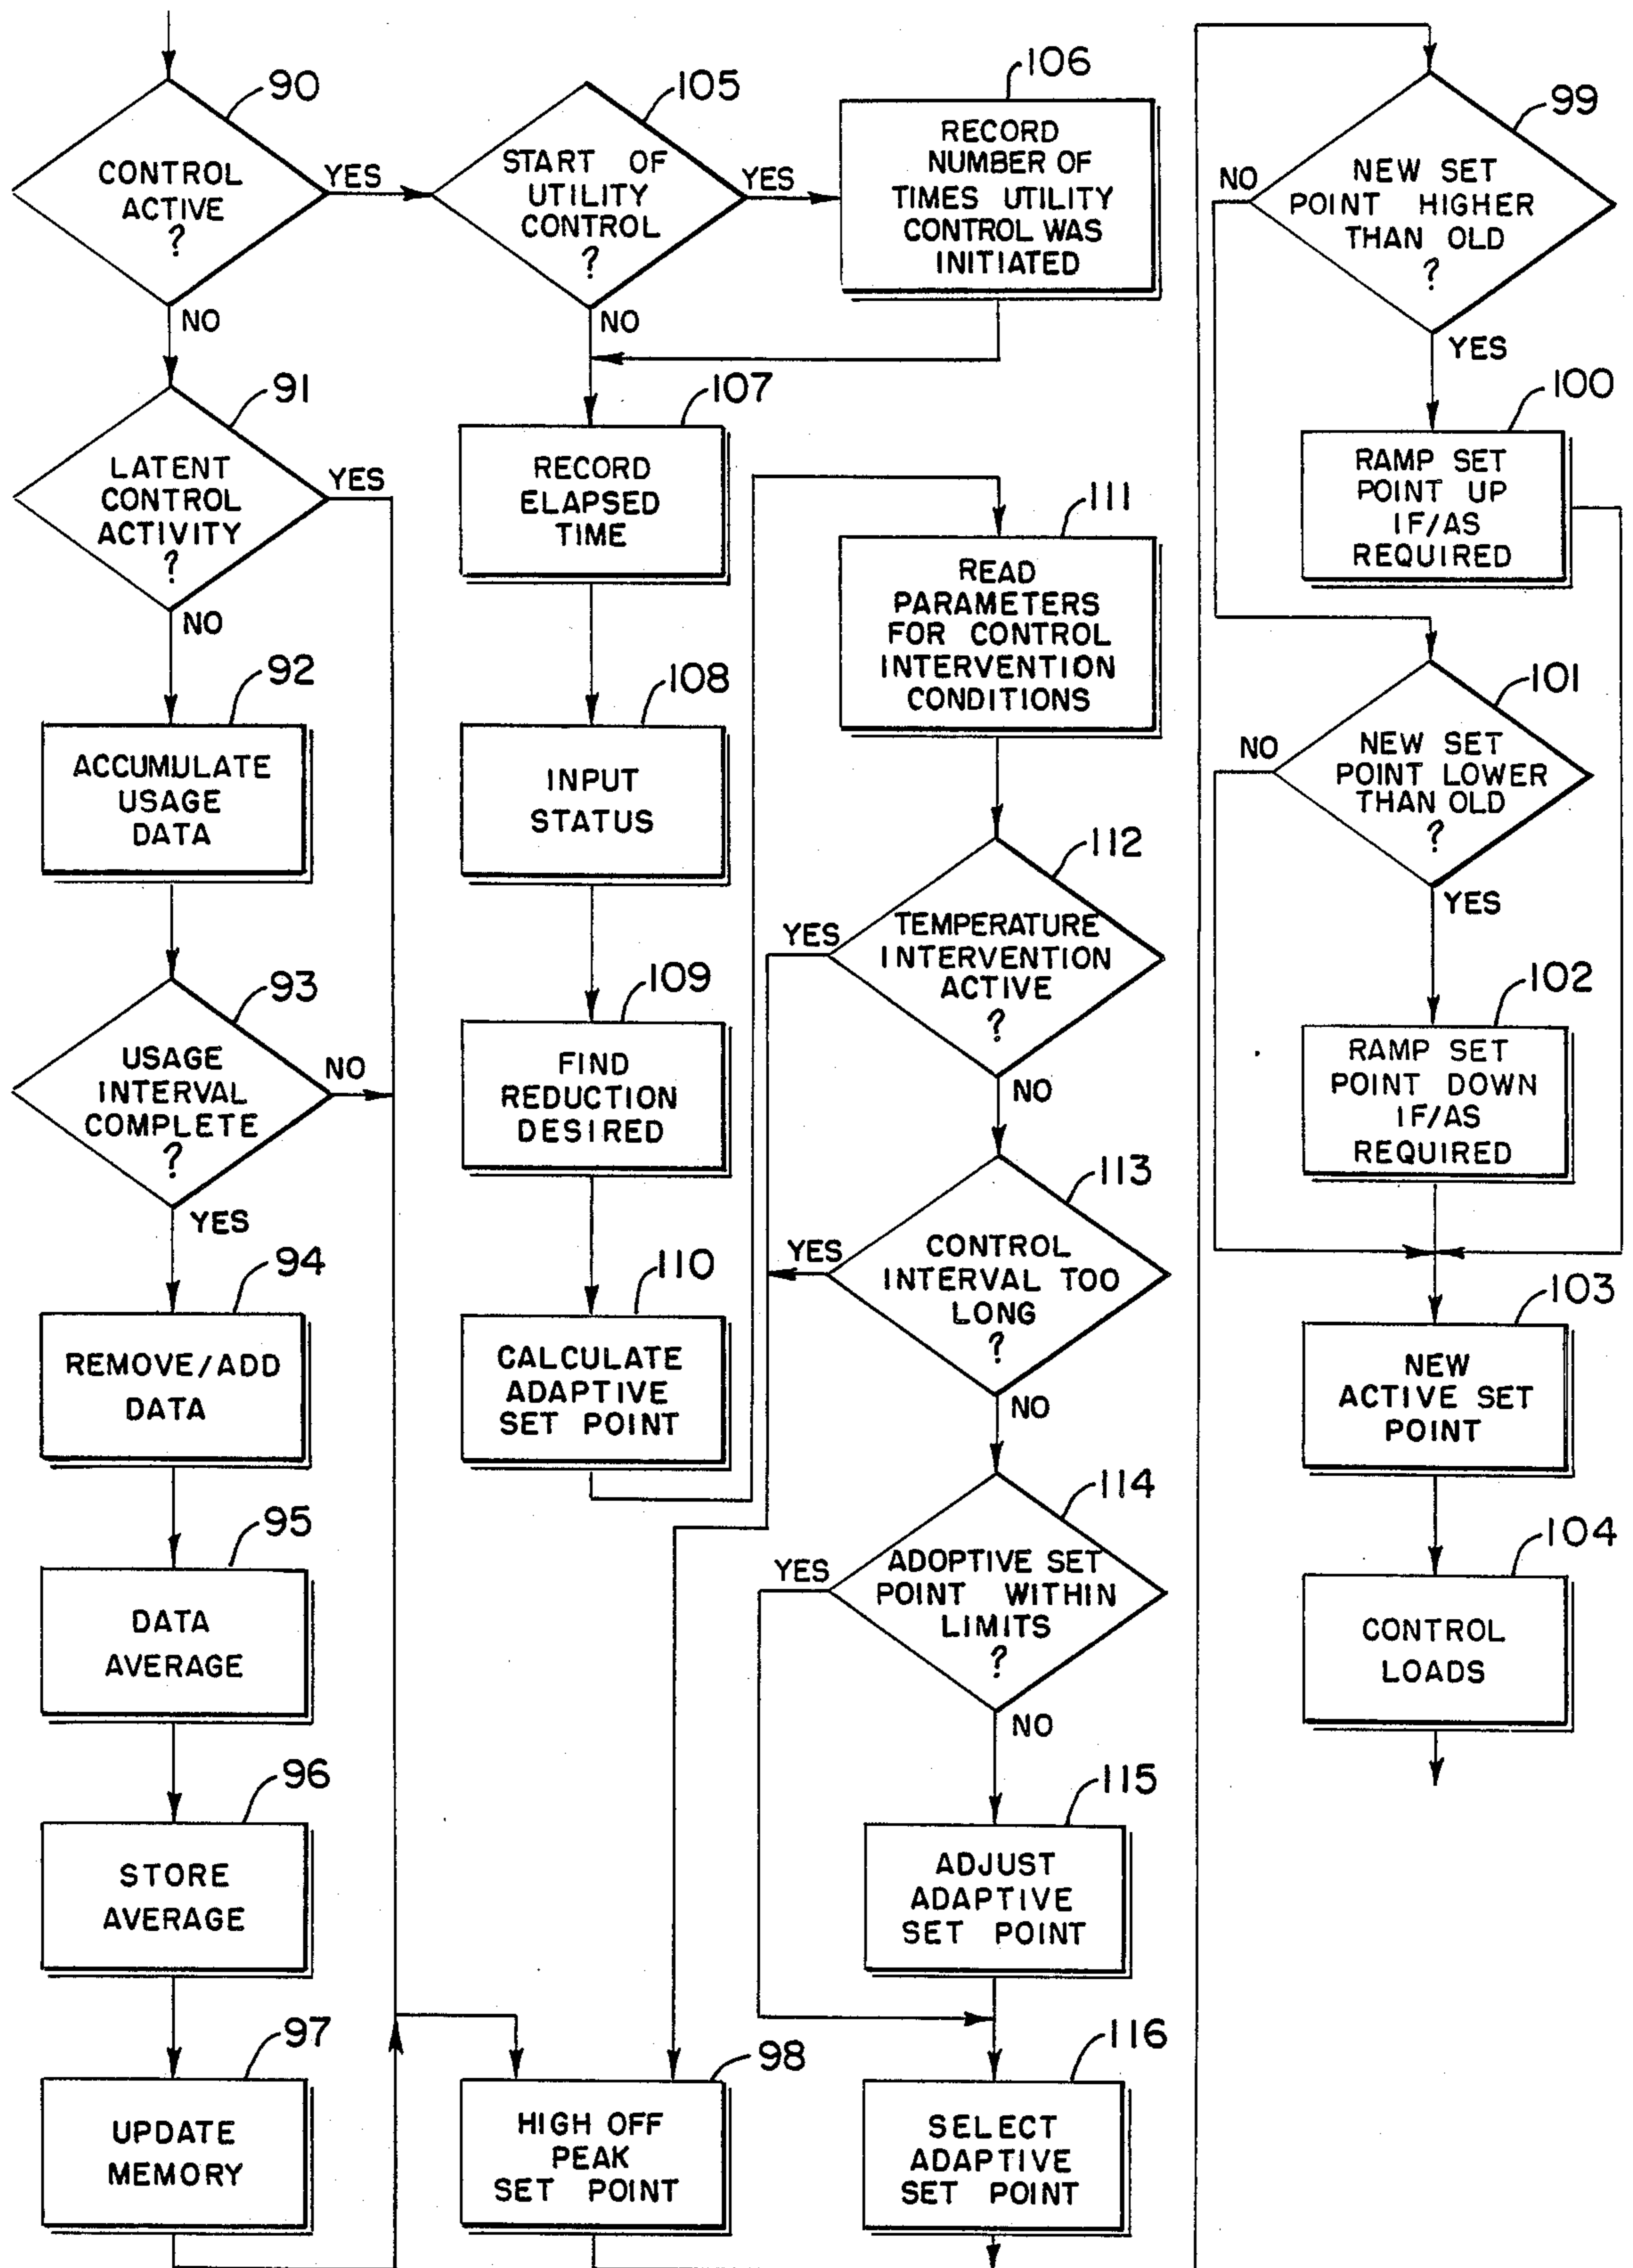 90
CONTROL
ACTIVE
?
YES
NO
91
LATENT
CONTROL
ACTIVITY
?
YES
NO
92
ACCUMULATE
USAGE
DATA
93
USAGE
INTERVAL
COMPLETE
?
NO
YES
94
REMOVE/ADD
DATA
95
DATA
AVERAGE
96
STORE
AVERAGE
97
UPDATE
MEMORY
105
START OF
UTILITY
CONTROL
?
YES
NO
106
RECORD
NUMBER OF
TIMES UTILITY
CONTROL WAS
INITIATED
107
RECORD
ELAPSED
TIME
108
INPUT
STATUS
109
FIND
REDUCTION
DESIRED
110
CALCULATE
ADAPTIVE
SET POINT
98
HIGH OFF
PEAK
SET POINT
111
READ
PARAMETERS
FOR CONTROL
INTERVENTION
CONDITIONS
112
TEMPERATURE
INTERVENTION
ACTIVE
?
YES
NO
113
CONTROL
INTERVAL TOO
LONG
?
YES
NO
114
ADOPTIVE SET
POINT WITHIN
LIMITS
?
YES
NO
115
ADJUST
ADAPTIVE
SET POINT
116
SELECT
ADAPTIVE
SET POINT
99
NEW SET
POINT HIGHER
THAN OLD
?
NO
YES
100
RAMP SET
POINT UP
IF/AS
REQUIRED
101
NEW SET
POINT LOWER
THAN OLD
?
NO
YES
102
RAMP SET
POINT DOWN
IF/AS
REQUIRED
103
NEW
ACTIVE SET
POINT
104
CONTROL
LOADS